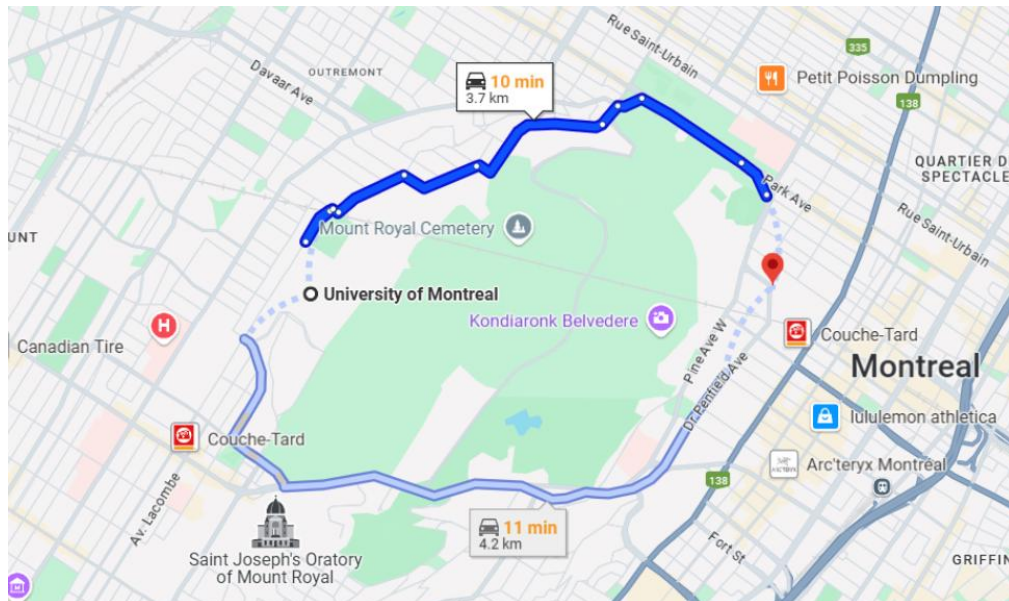 Rue Saint-Urbain
335
Davaar Ave
OUTREMONT
10 min
3.7 km
Petit Poisson Dumpling
138
QUARTIER D
SPECTACLE
Park Ave
Rue Saint-Urbain
UNT
Mount Royal Cemetery
University of Montreal
H
Canadian Tire
Kondiaronk Belvedere
Pine Ave W
Couche-Tard
Dr Penfield Ave
Montreal
lululemon athletica
Couche-Tard
Arc'teryx Montréal
ARC'TERYX
138
Av. Lacombe
11 min
4.2 km
Fort St
Saint Joseph's Oratory
of Mount Royal
GRIFFIN